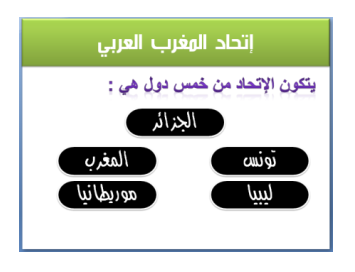 إتحاد المغرب العربي
يتكون الإتحاد من خمس دول هي :
الجزائر
تونس المغرب
ليبيا موريطانيا